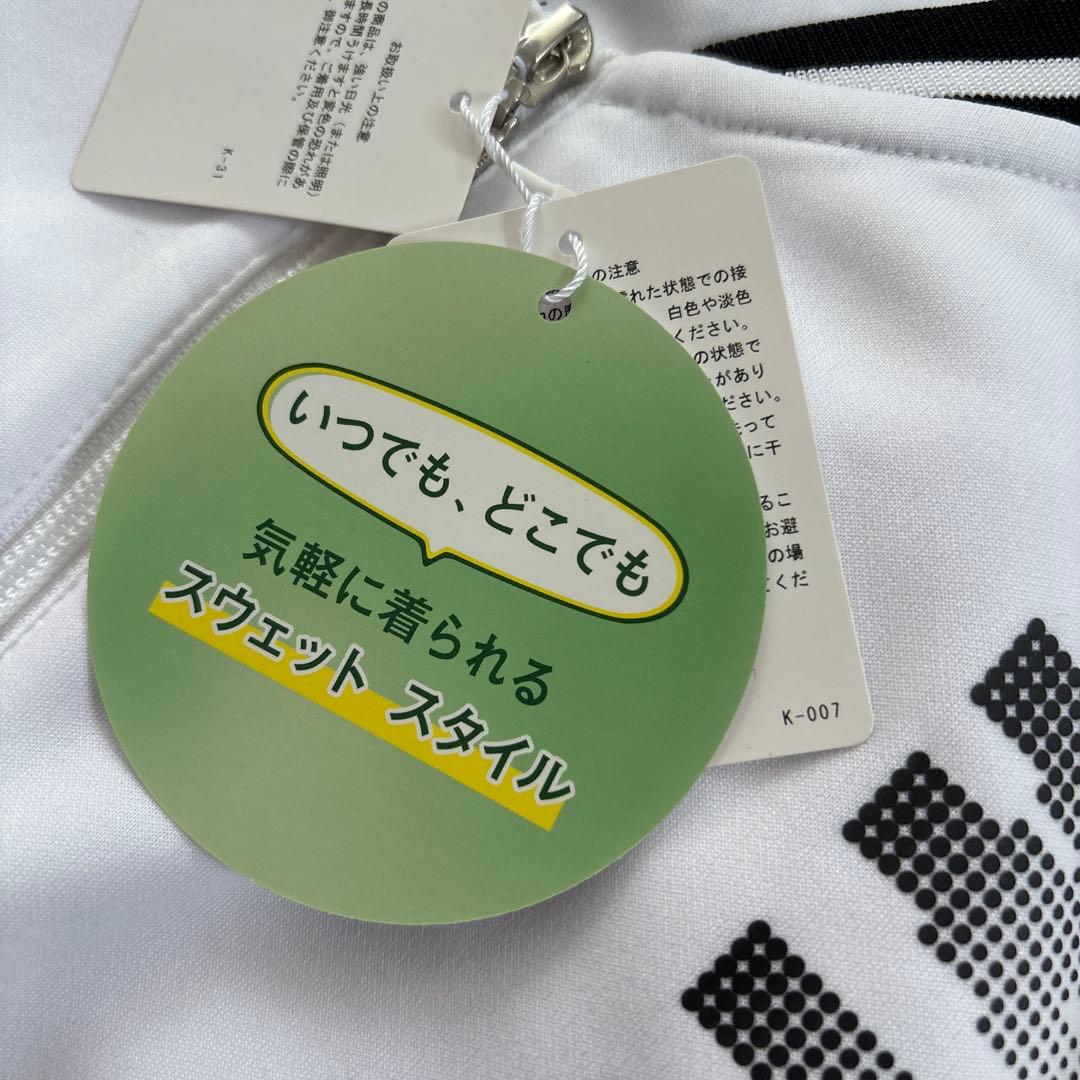 お取扱い上の注意
の商品は、強い日光（または照明）
長時間うけますと変色の恐れがあ
ますので、ご着用及び保管の際に
御注意ください。
K-31
いつでも、どこでも
気軽に着られる
スウェット スタイル
の注意
れた状態での接
白色や淡色
ください。
の状態で
があり
ださい。
って
に干
るこ
お避
の場
くだ
K-007